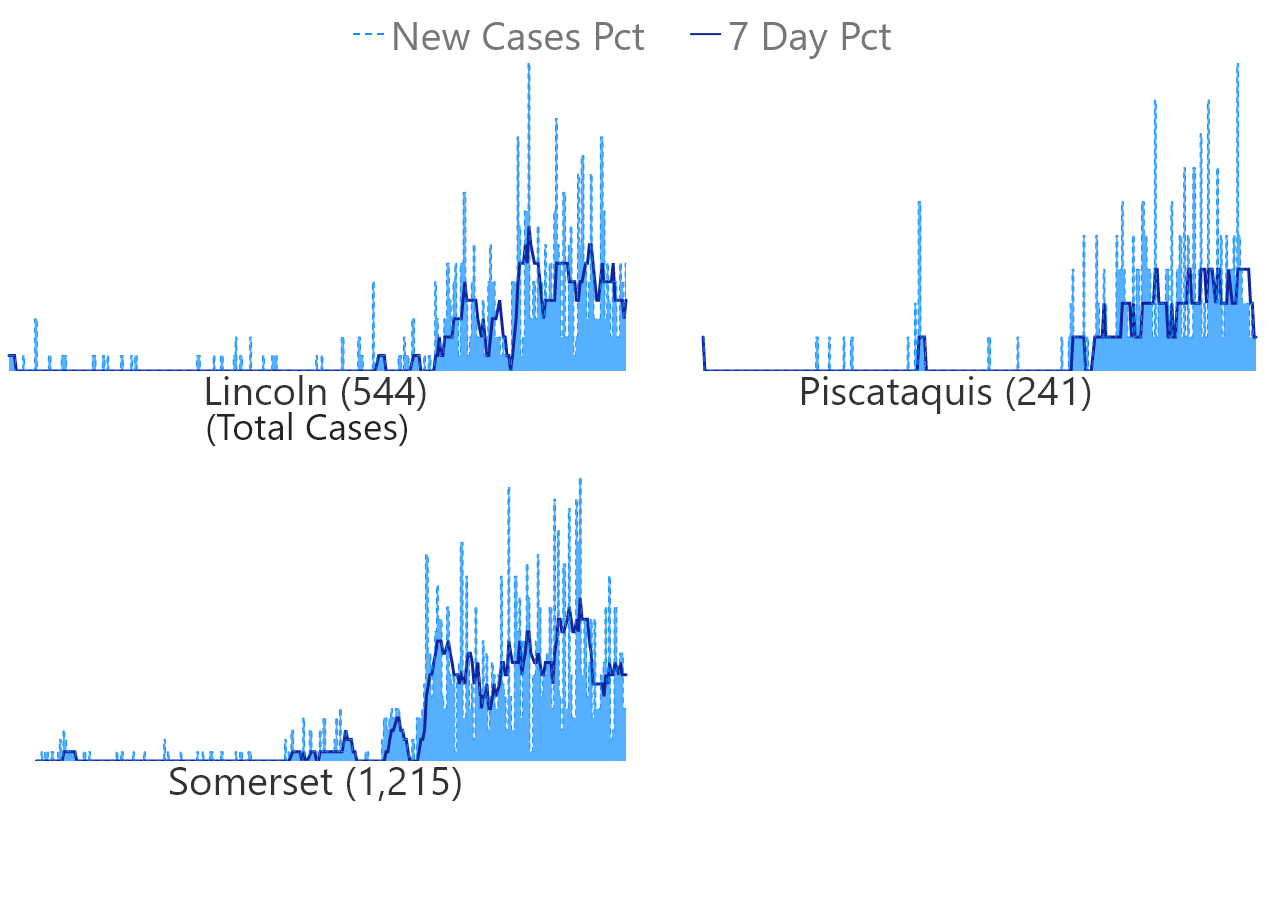 New Cases Pct 7 Day Pct
Lincoln (544)
(Total Cases)
Piscataquis (241)
Somerset (1,215)